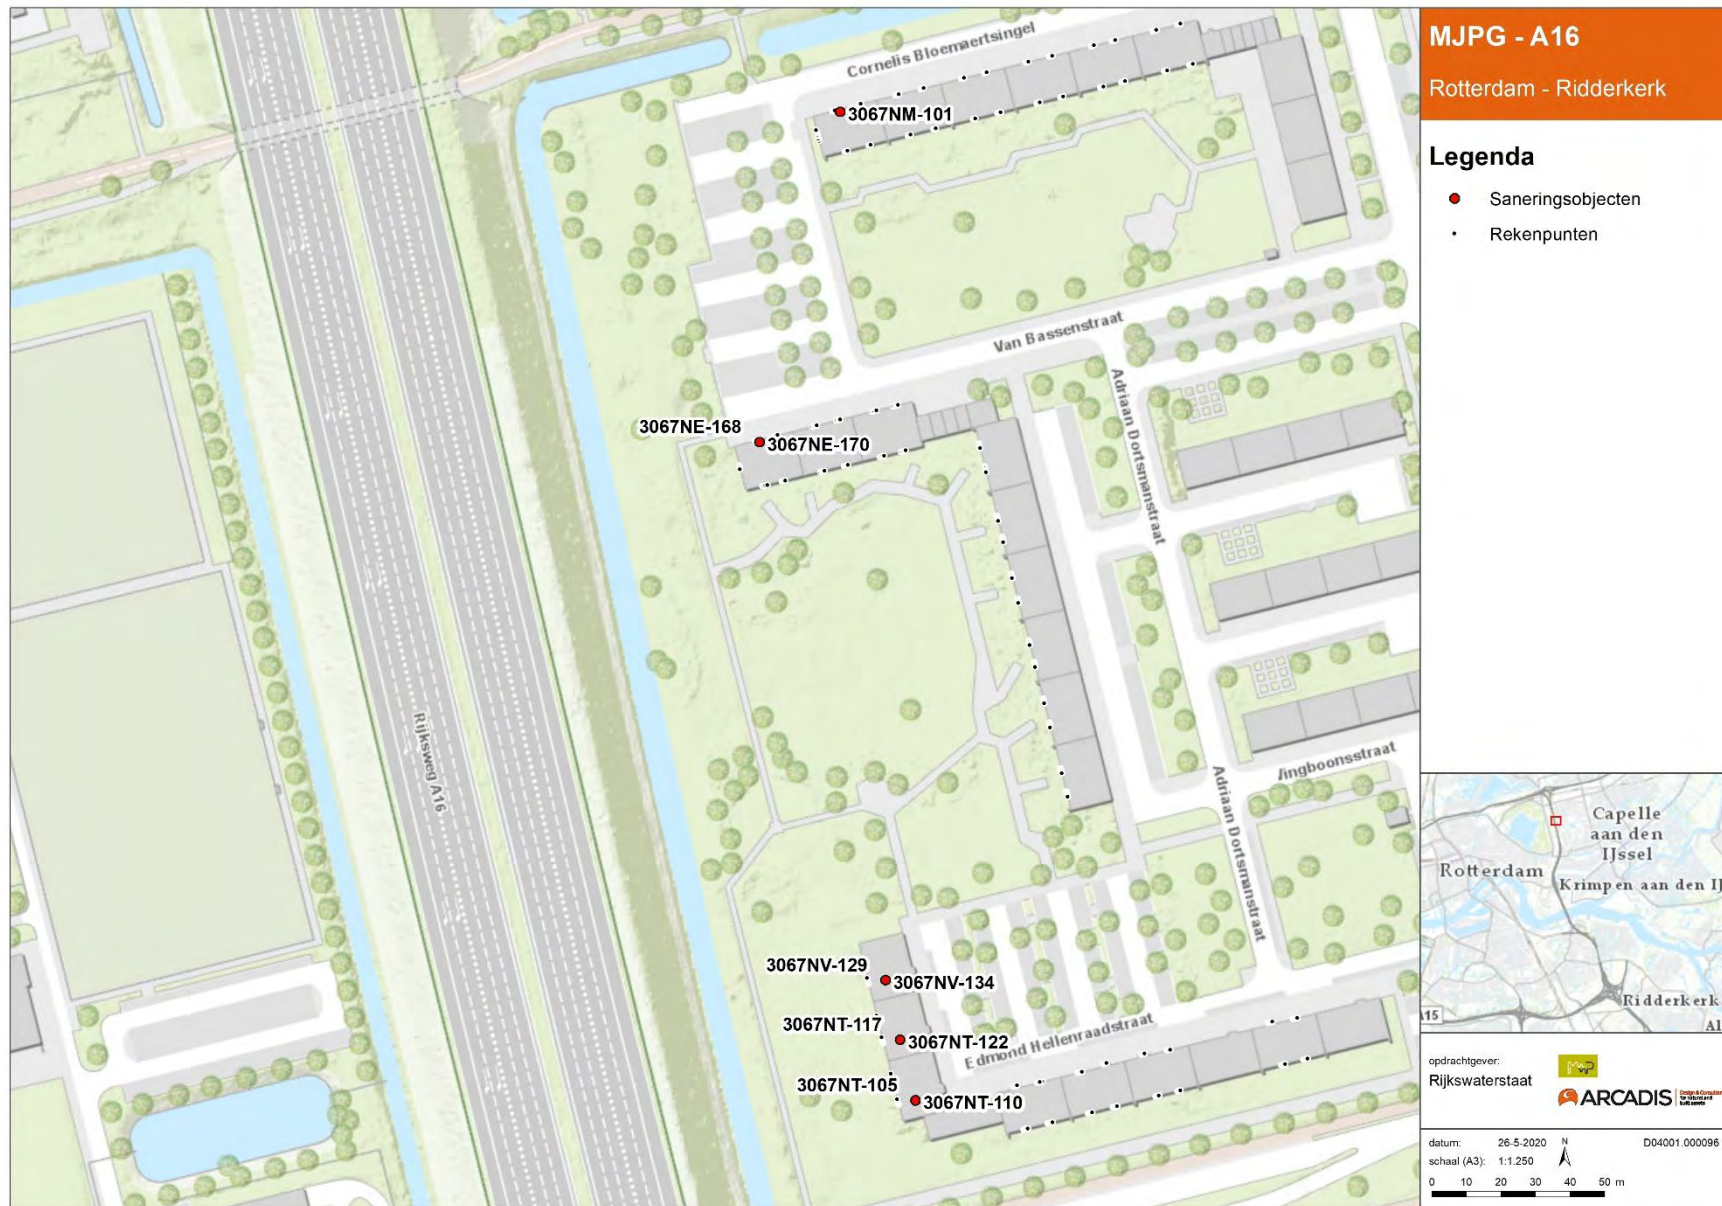 MJPG - A16
Rotterdam - Ridderkerk
Legenda
Saneringsobjecten
Rekenpunten
Cornelis Bloemaertsingel
3067NM-101
Van Bassenstraat
Adriaan Dortsmanstraat
3067NE-168
3067NE-170
Rijksweg A16
Vingboonsstraat
Adriaan Dortsmanstraat
3067NV-129
3067NV-134
3067NT-117
3067NT-122
Edmond Hellenraadstraat
3067NT-105
3067NT-110
Capelle
aan den
IJssel
Rotterdam
Krimpen aan den IJ
Ridderkerk
A15
Al
opdrachtgever:
Rijkswaterstaat
ARCADIS
datum: 26-5-2020 N D04001.000096
schaal (A3): 1:1.250
0 10 20 30 40 50 m